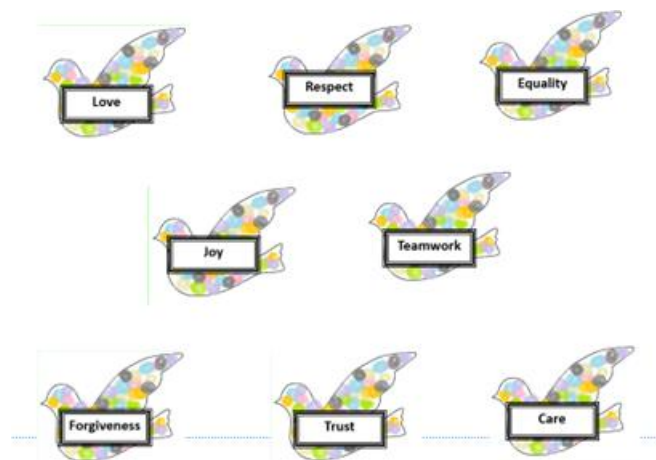 Love
Respect
Equality
Joy
Teamwork
Forgiveness
Trust
Care